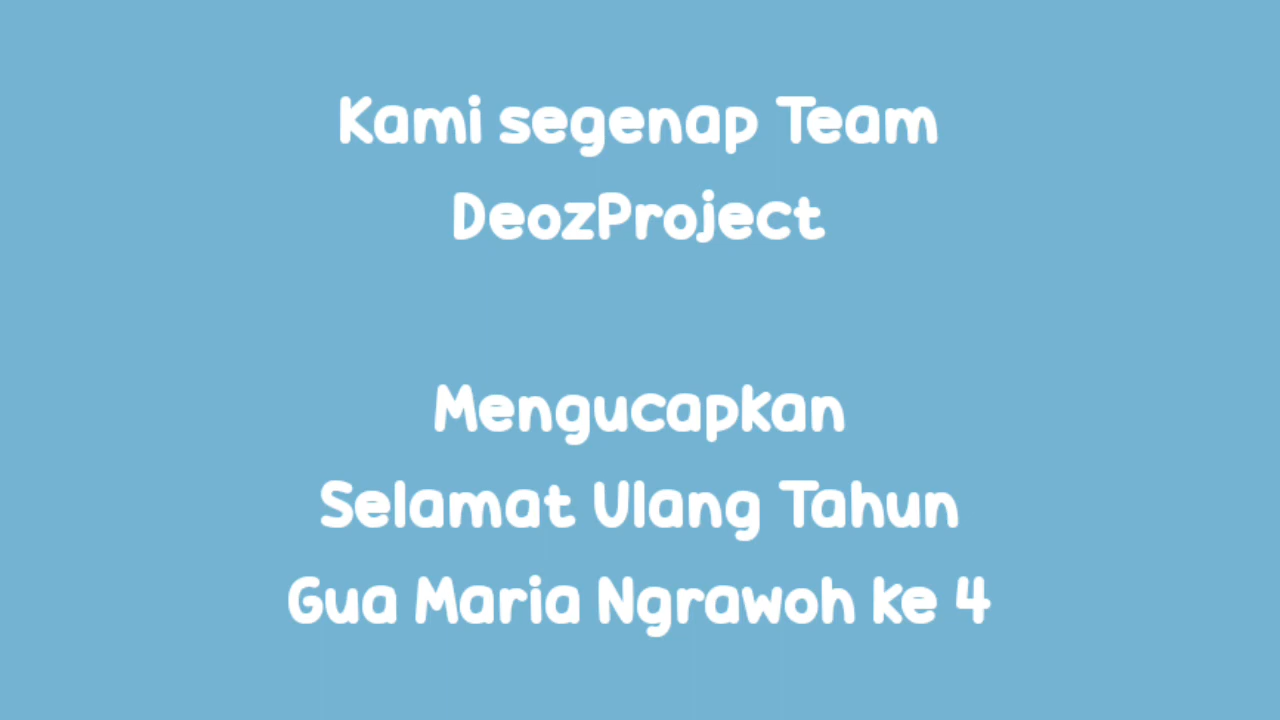 Kami segenap Team
DeozProject
Mengucapkan
Selamat Ulang Tahun
Gua Maria Ngrawoh ke 4